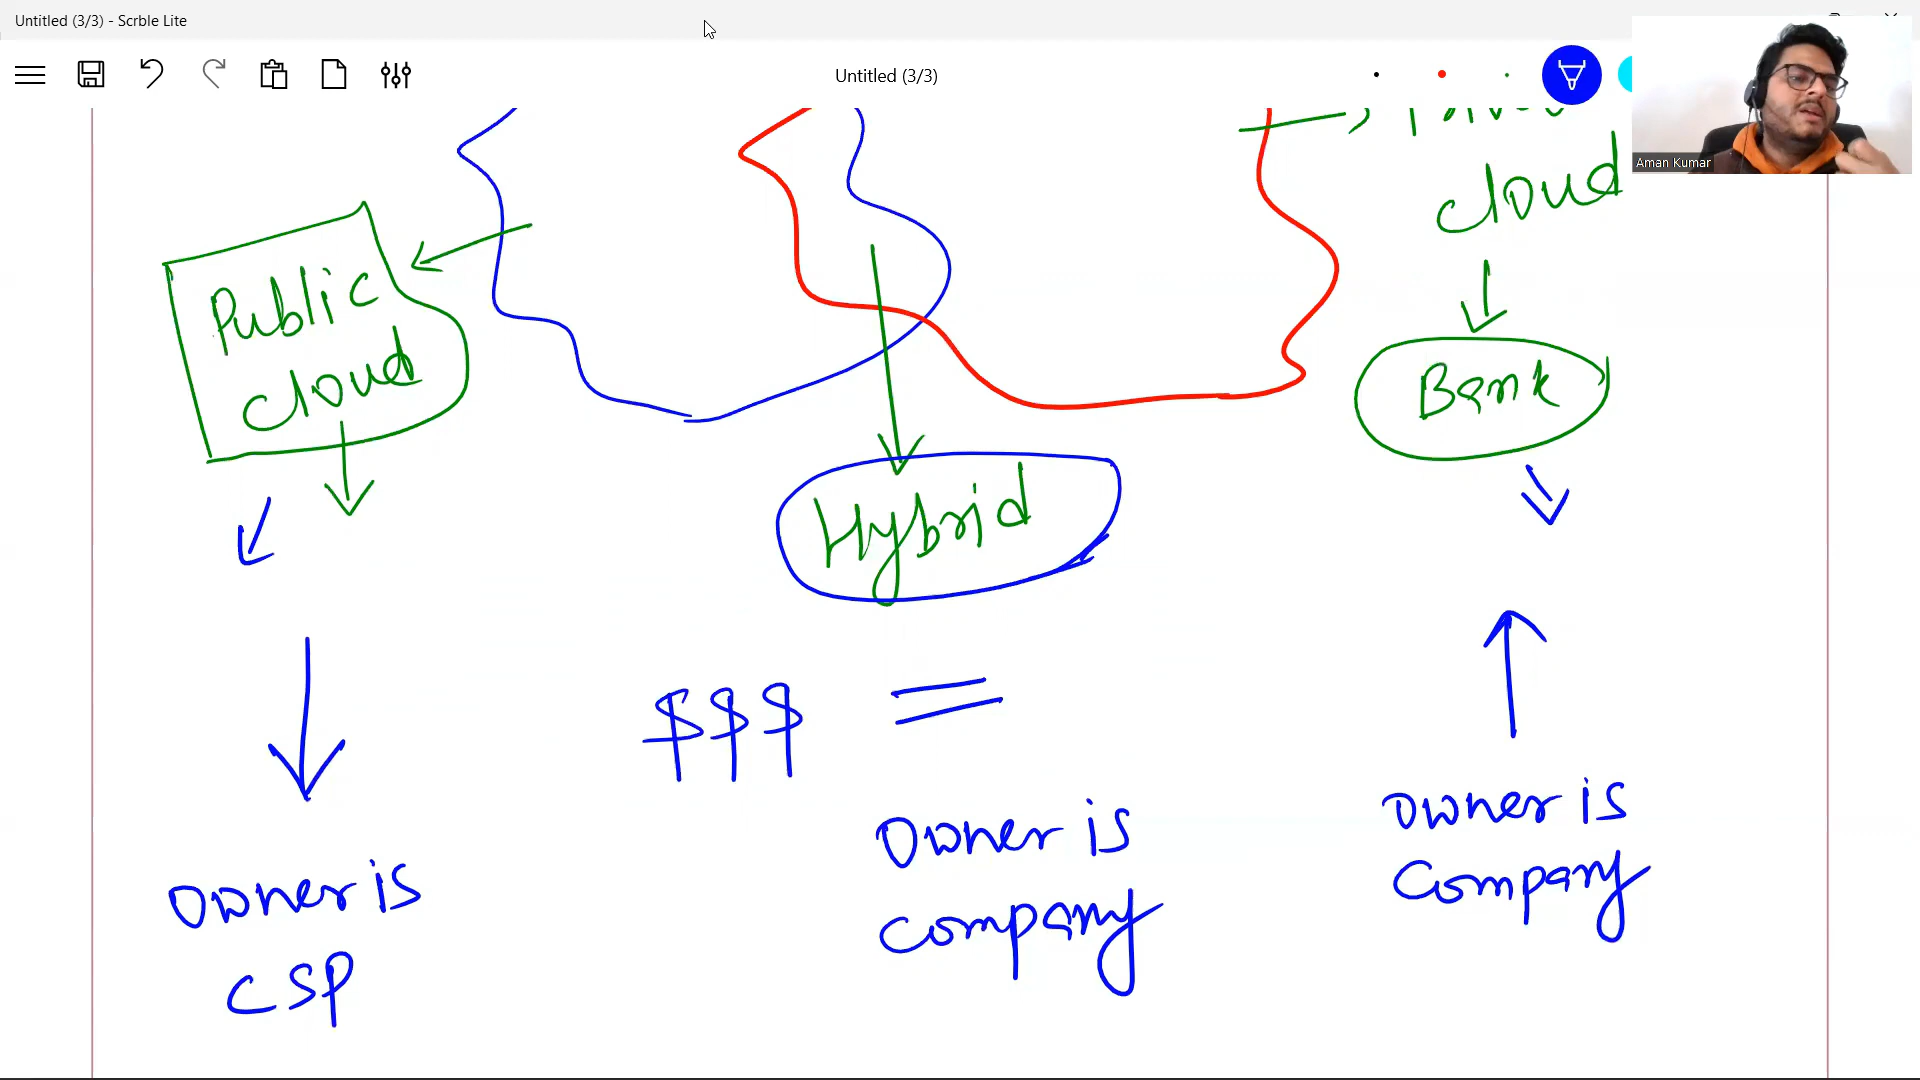 Untitled (3/3) - Scrble Lite
Untitled (3/3)
Aman Kumar
cloud
Public
cloud
Bank
Hybrid
$$$ =
owner is
company
owner is
company
owner is
CSP